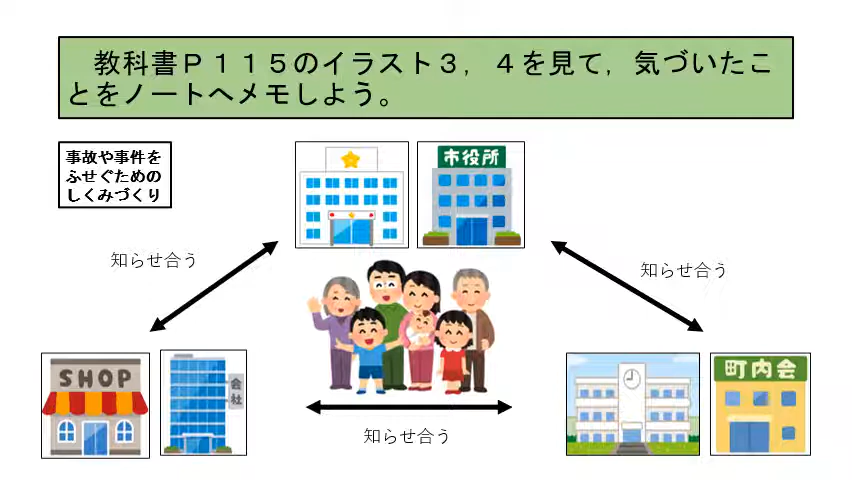 教科書Ｐ１１５のイラスト３，４を見て，気づいたこ
とをノートへメモしよう。
事故や事件を
ふせぐための
しくみづくり
市役所
知らせ合う
知らせ合う
SHOP
会社
町内会
知らせ合う